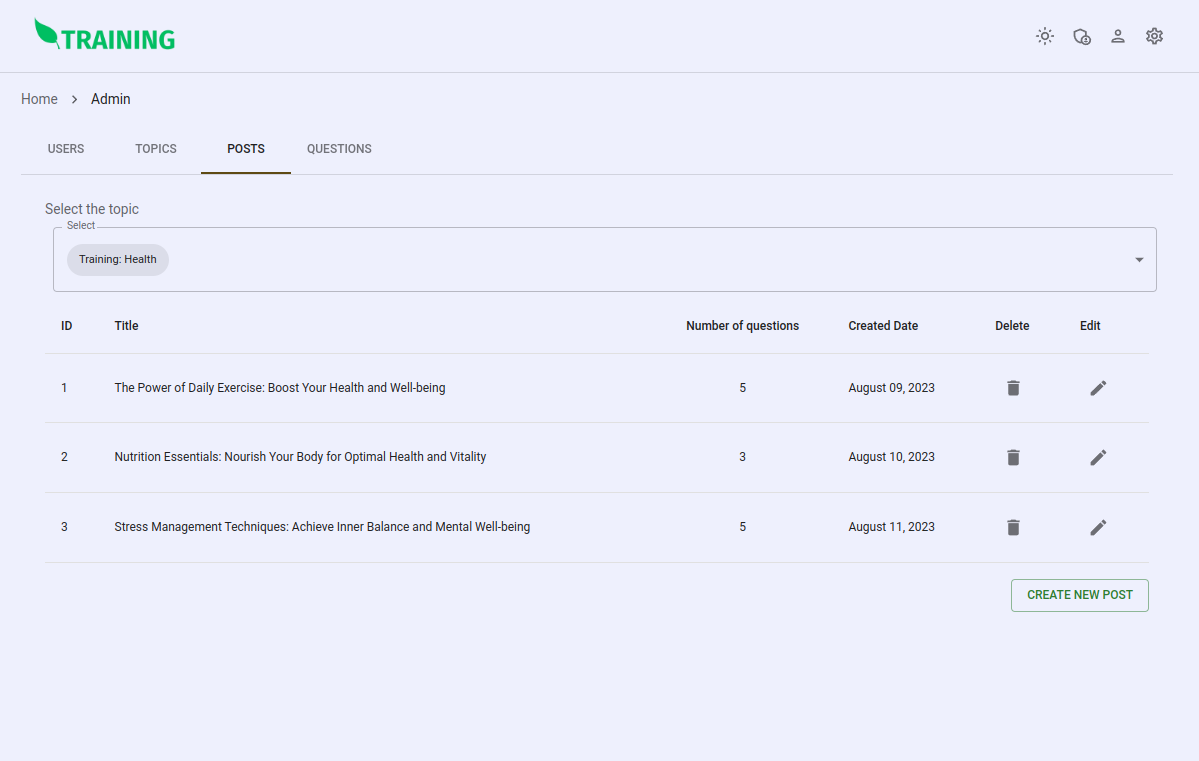 TRAINING
Home > Admin
USERS TOPICS POSTS QUESTIONS
Select the topic
Select
Training: Health
ID Title Number of questions Created Date Delete Edit
1 The Power of Daily Exercise: Boost Your Health and Well-being 5 August 09, 2023
2 Nutrition Essentials: Nourish Your Body for Optimal Health and Vitality 3 August 10, 2023
3 Stress Management Techniques: Achieve Inner Balance and Mental Well-being 5 August 11, 2023
CREATE NEW POST